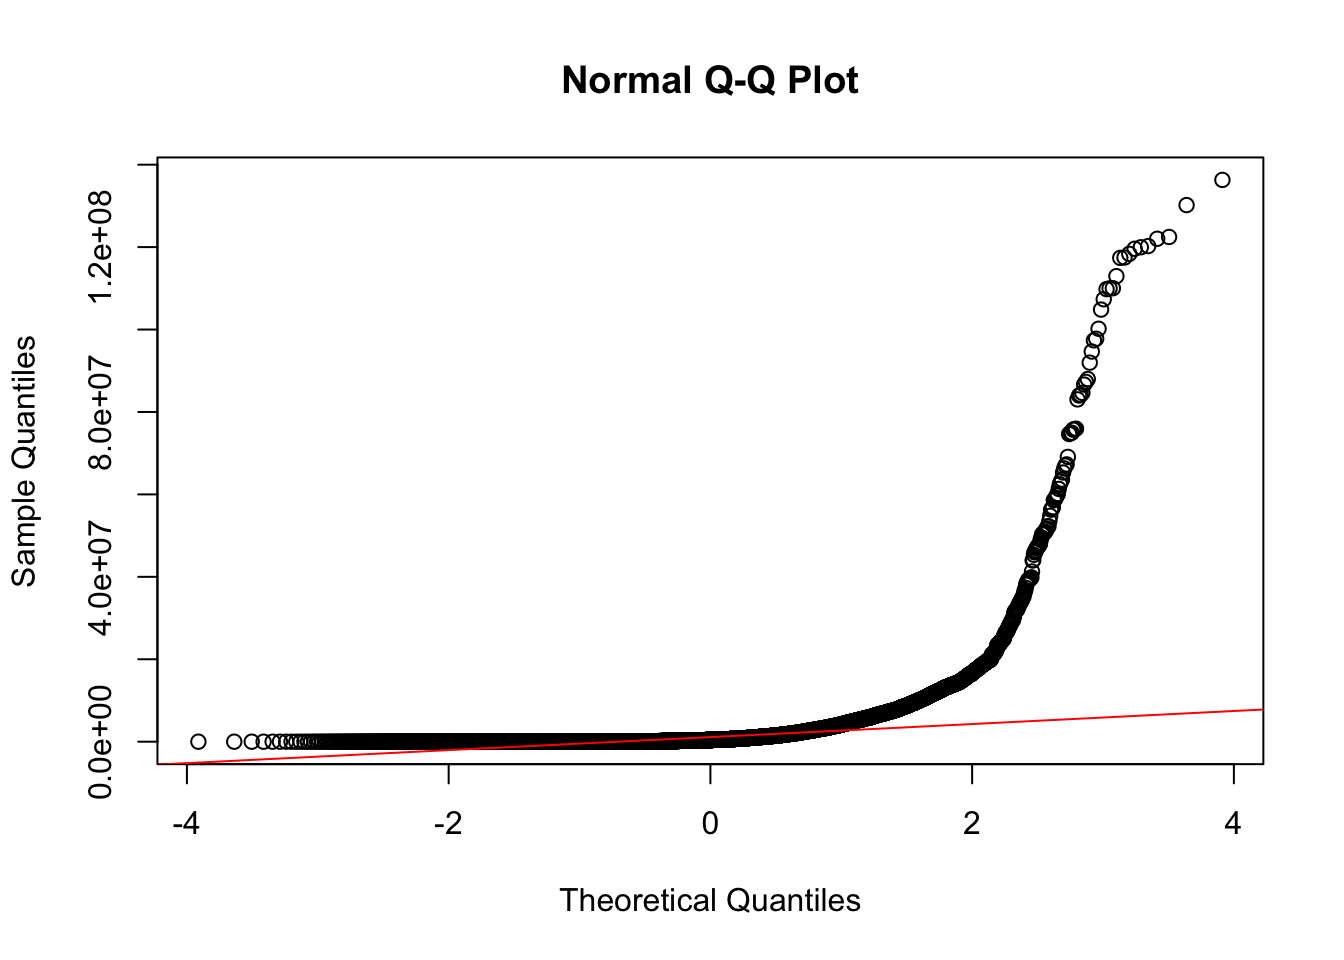 Normal Q-Q Plot
Sample Quantiles
1.2e+08
8.0e+07
4.0e+07
0.0e+00
-4 -2 0 2 4
Theoretical Quantiles